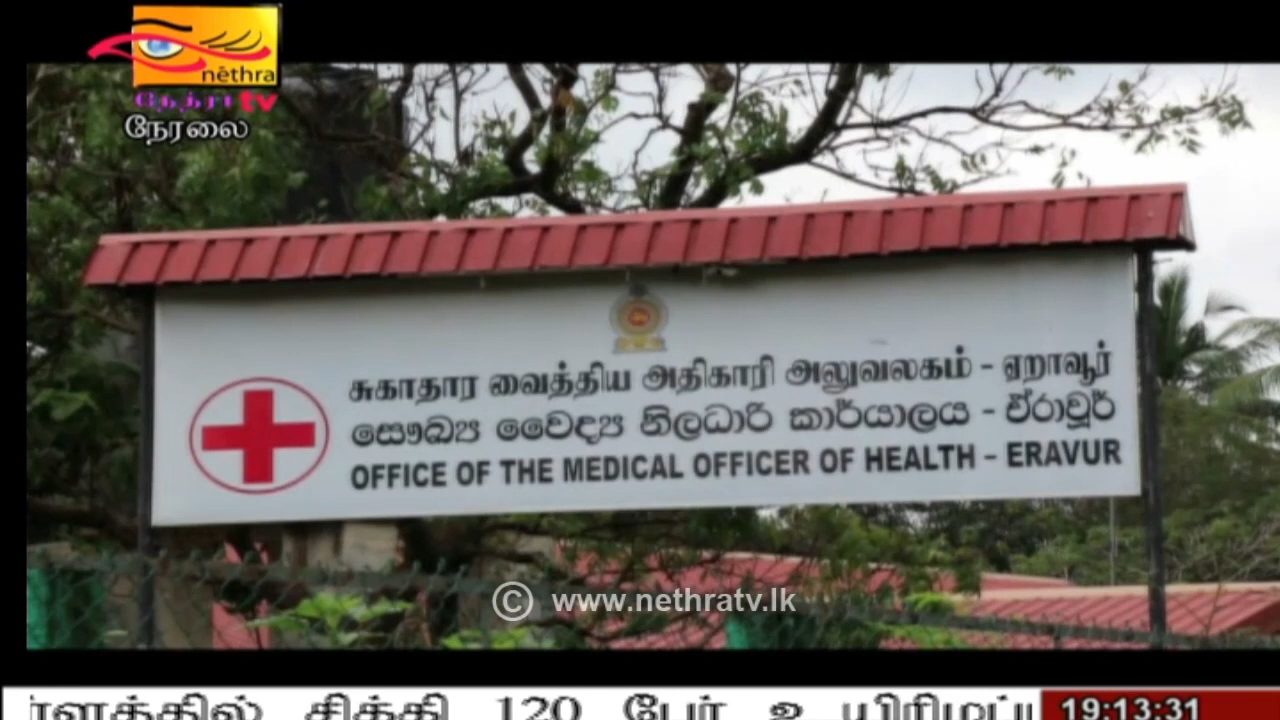 nēthra
நேத்ரா tv
நேரலை
சுகாதார வைத்திய அதிகாரி அலுவலகம் - ஏறாவூர்
සෞඛ්‍ය වෛද්‍ය නිලධාරි කාර්යාලය - ඒරාවූර්
OFFICE OF THE MEDICAL OFFICER OF HEALTH - ERAVUR
© www.nethratv.lk
சிக்கி 120 பேர்
19:13:31